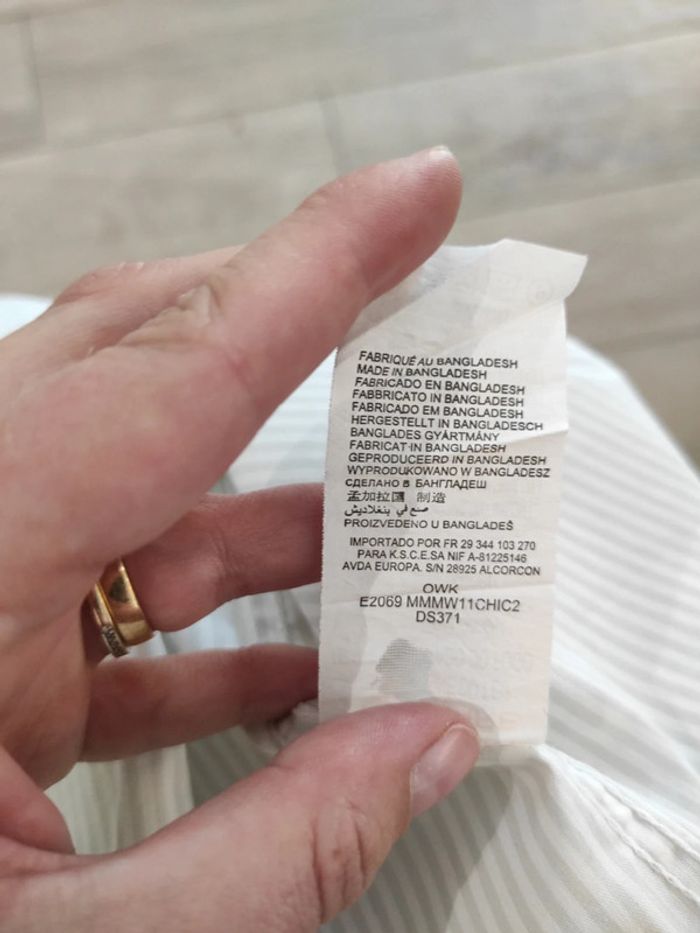 FABRIQUÉ AU BANGLADESH
MADE IN BANGLADESH
FABRICADO EN BANGLADESH
FABBRICATO IN BANGLADESH
FABRICADO EM BANGLADESH
HERGESTELLT IN BANGLADESCH
BANGLADES GYÁRTMÁNY
FABRICAT IN BANGLADESH
GEPRODUCEERD IN BANGLADESH
WYPRODUKOWANO W BANGLADESZ
СДЕЛАНО В БАНГЛАДЕШ
孟加拉國 制造
صنع في بنغلاديش
PROIZVEDENO U BANGLADEŠ
IMPORTADO POR FR 29 344 103 270
PARA K.S.C.E.SA NIF A-81225146
AVDA EUROPA. S/N 28925 ALCORCON
OWK
E2069 MMMW11CHIC2
DS371